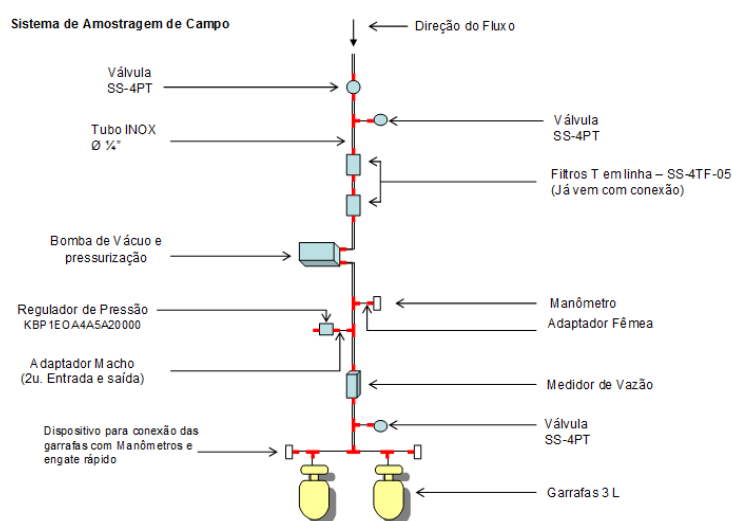 Sistema de Amostragem de Campo
Direção do Fluxo
Válvula
SS-4PT
Válvula
SS-4PT
Tubo INOX
Ø ¼"
Filtros T em linha – SS-4TF-05
(Já vem com conexão)
Bomba de Vácuo e
pressurização
Manômetro
Regulador de Pressão
KBP1EOA4A5A20000
Adaptador Fêmea
Adaptador Macho
(2u. Entrada e saída)
Medidor de Vazão
Válvula
SS-4PT
Dispositivo para conexão das
garrafas com Manômetros e
engate rápido
Garrafas 3 L